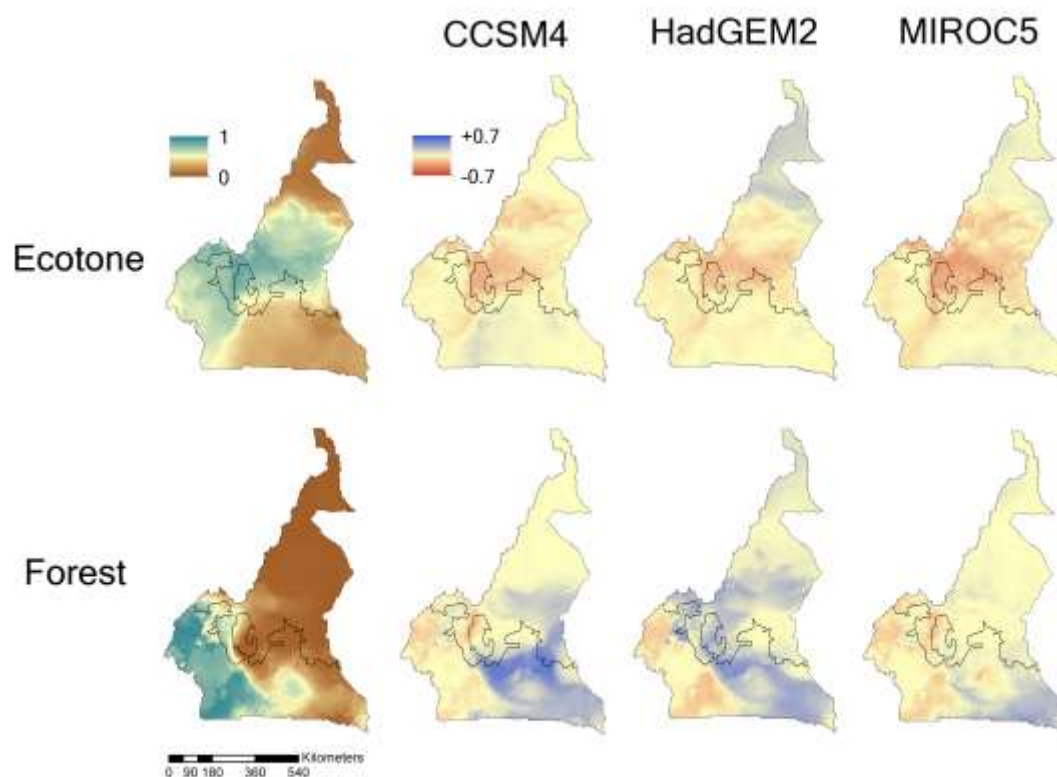 CCSM4 HadGEM2 MIROC5
1
0
+0.7
-0.7
Ecotone
Forest
Kilometers
0 90 180 360 540